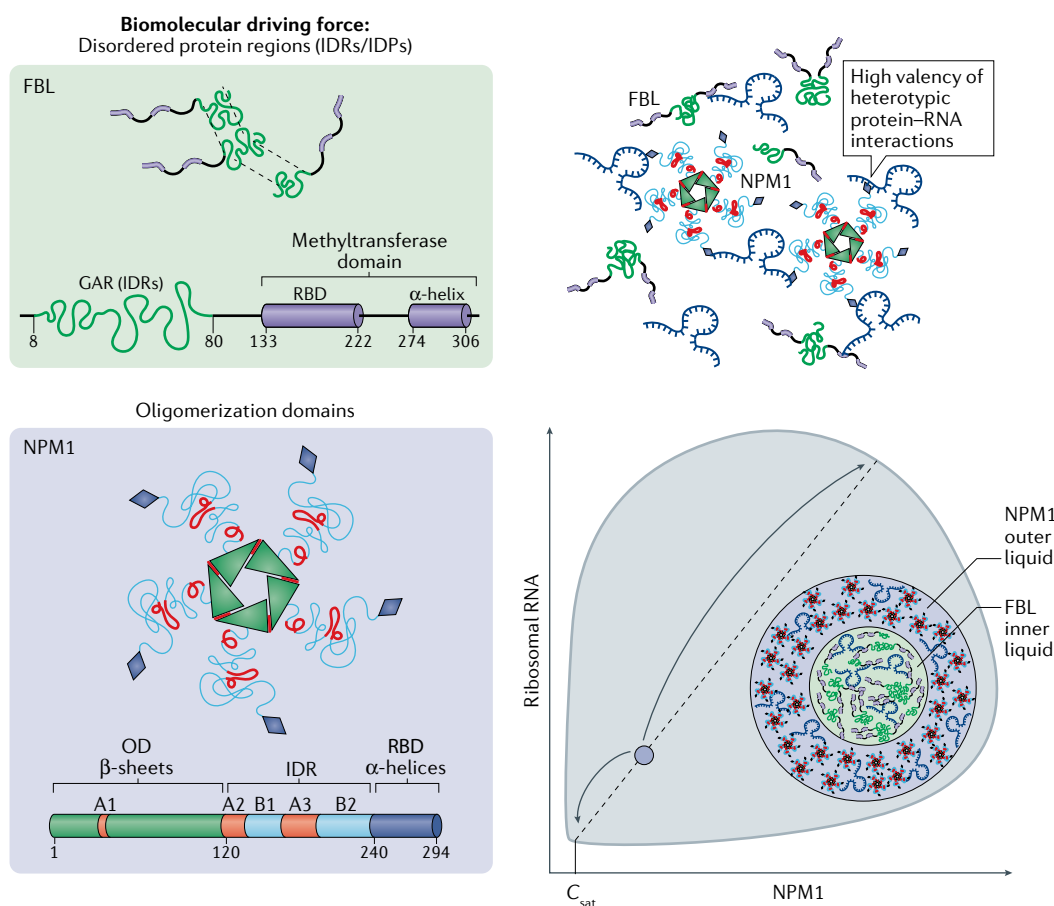 Biomolecular driving force:
Disordered protein regions (IDRs/IDPs)
FBL
Methyltransferase
domain
GAR (IDRs)
RBD
α-helix
8
80
133
222
274
306
FBL
High valency of
heterotypic
protein–RNA
interactions
NPM1
Oligomerization domains
NPM1
OD
β-sheets
IDR
RBD
α-helices
A1
A2
B1
A3
B2
1
120
240
294
Ribosomal RNA
NPM1
outer
liquid
FBL
inner
liquid
Csat
NPM1